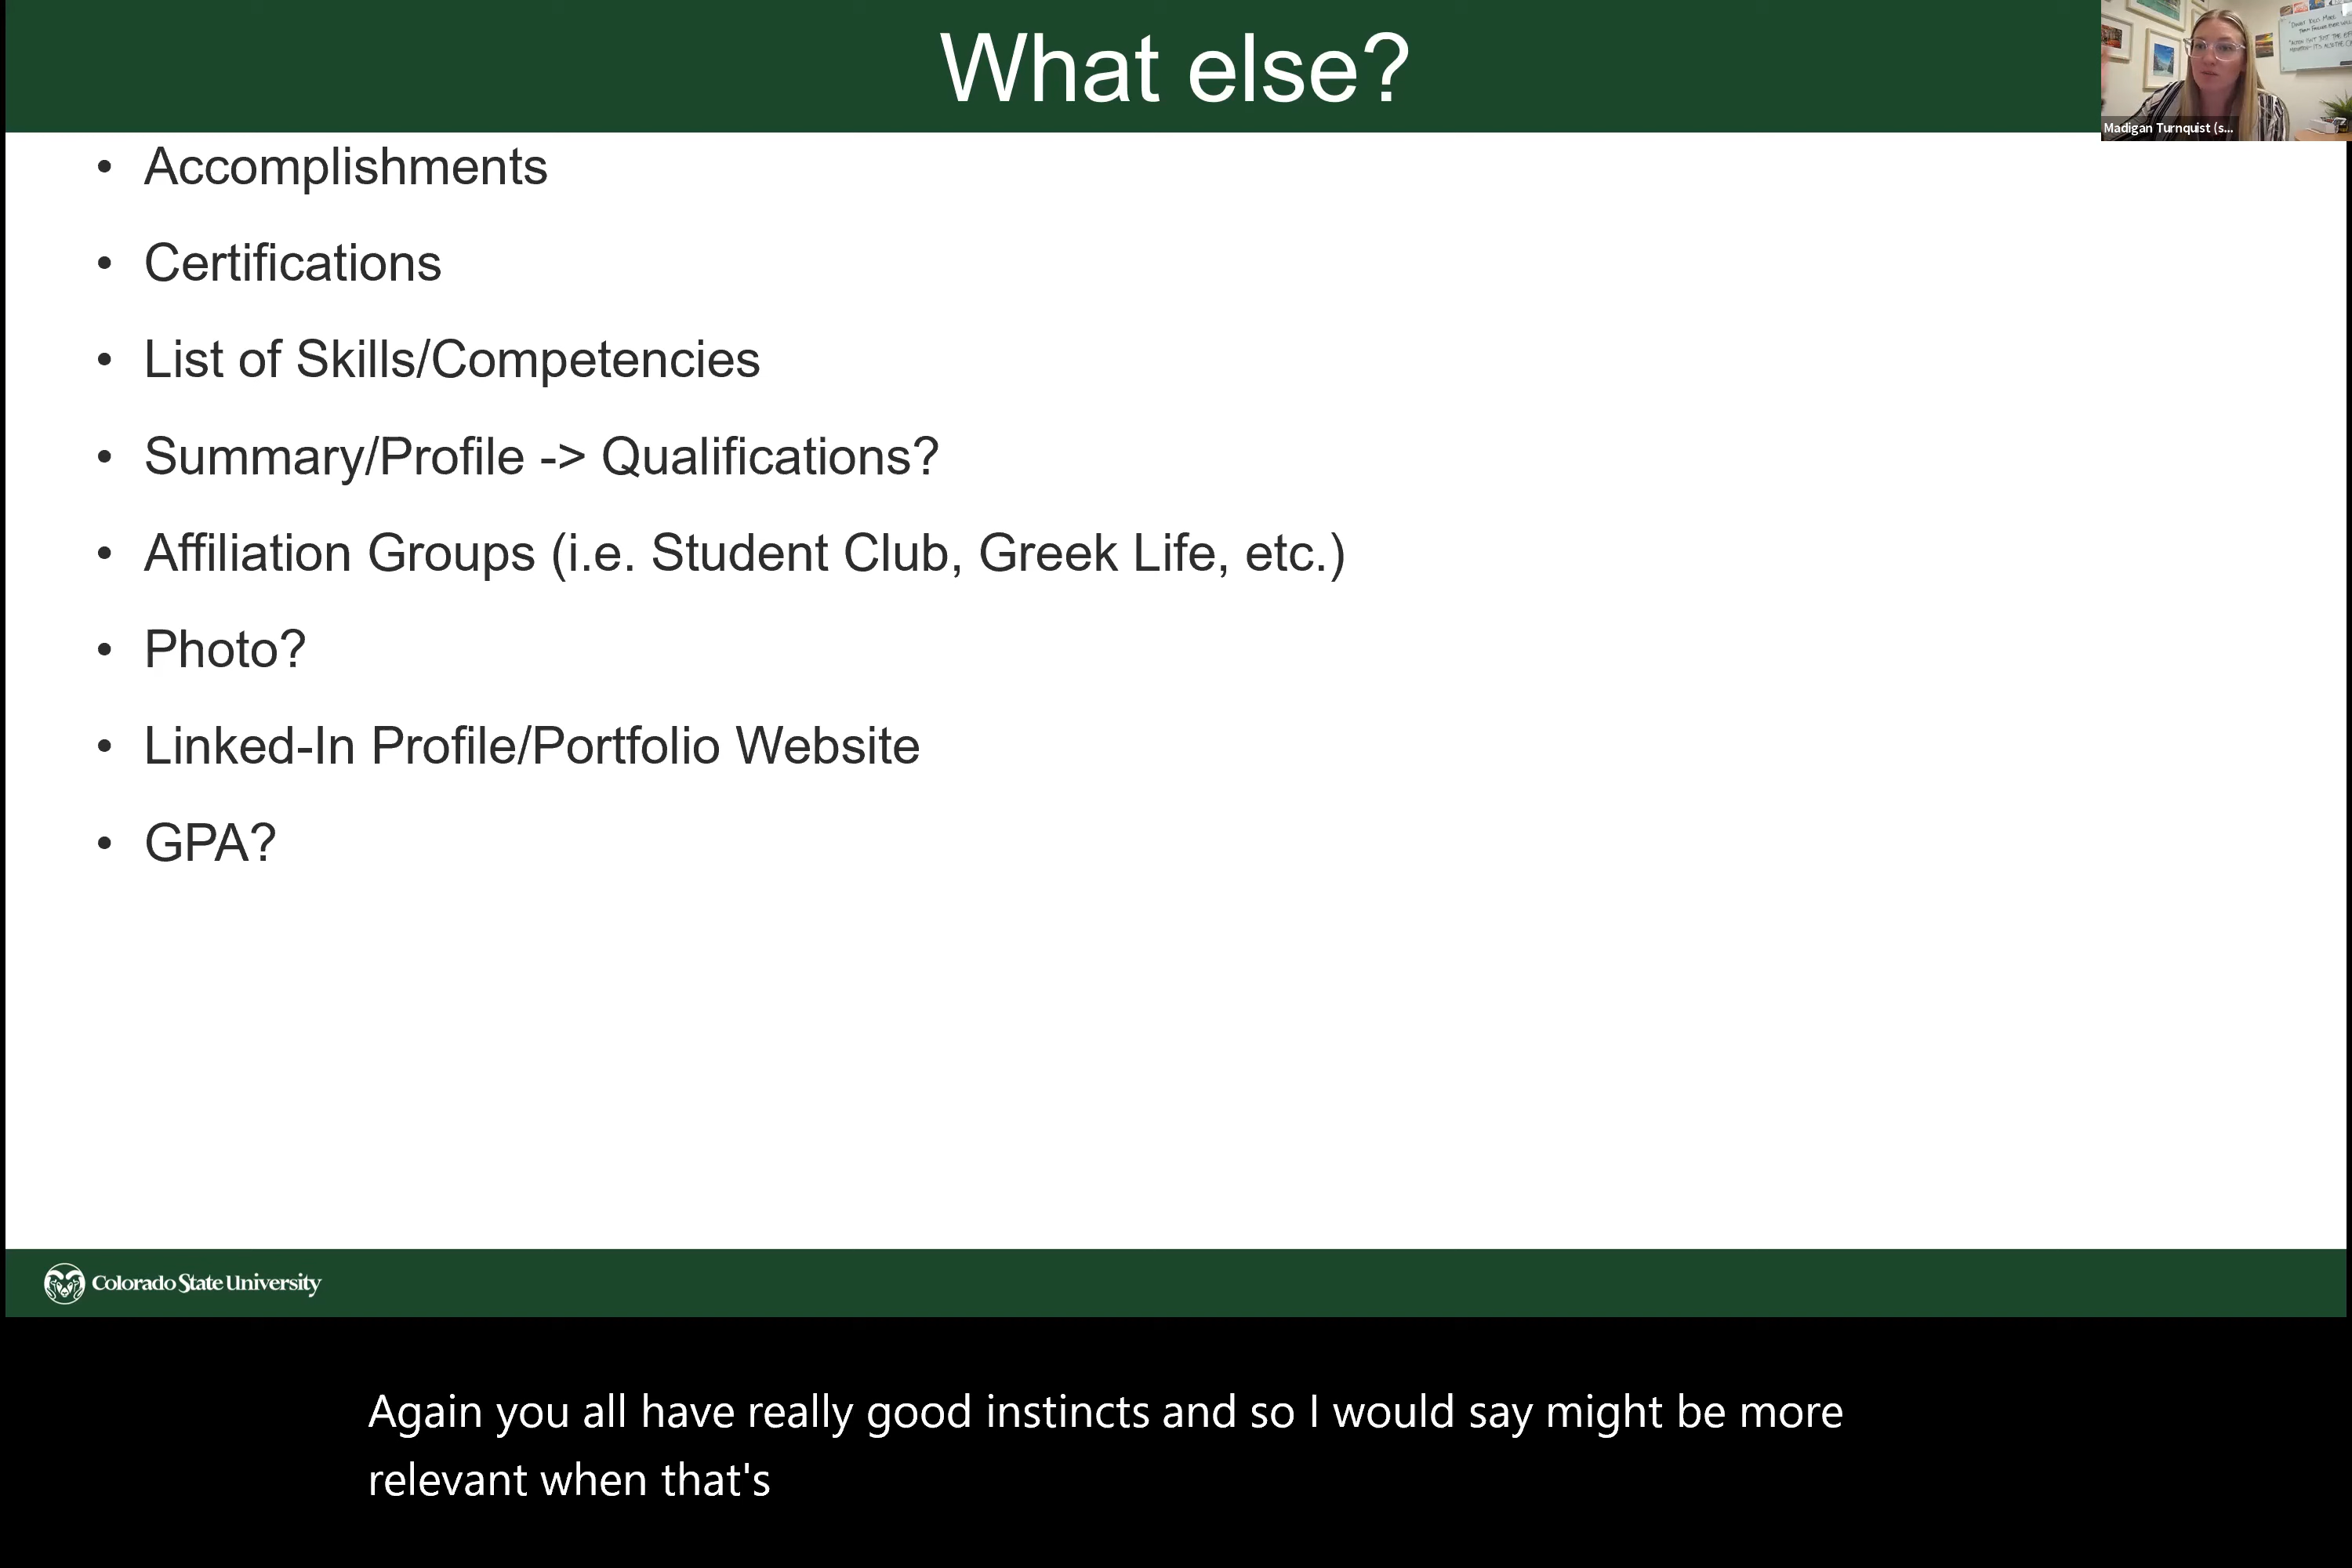 What else?
Madigan Turnquist (s...
• Accomplishments
• Certifications
• List of Skills/Competencies
• Summary/Profile -> Qualifications?
• Affiliation Groups (i.e. Student Club, Greek Life, etc.)
• Photo?
• Linked-In Profile/Portfolio Website
• GPA?
Colorado State University
Again you all have really good instincts and so I would say might be more
relevant when that's